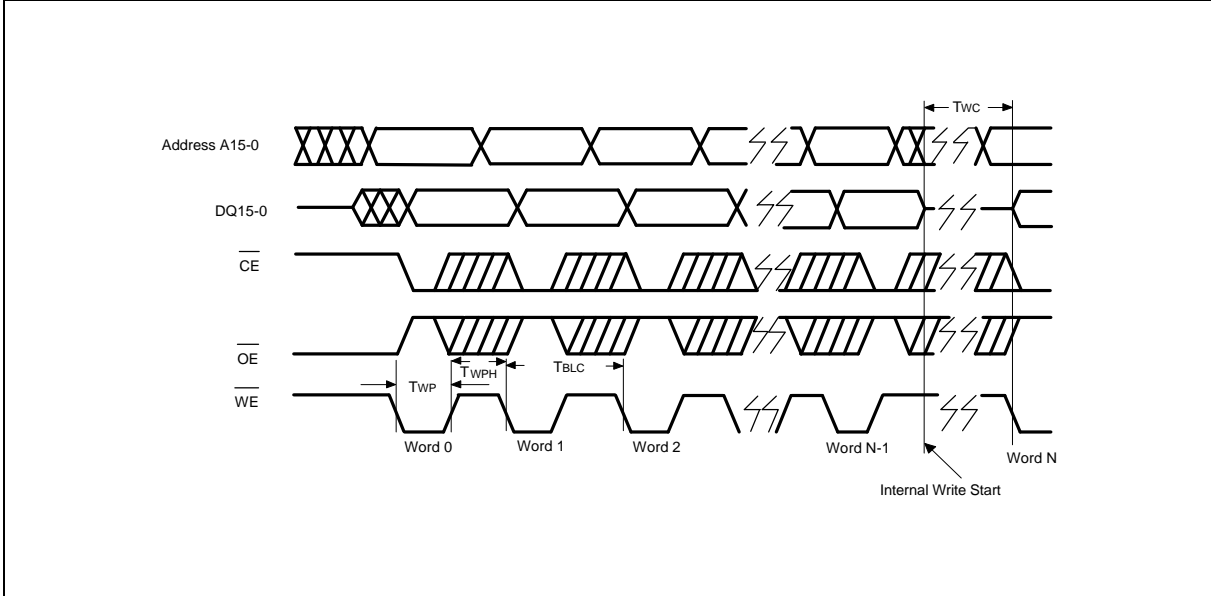 TWC
Address A15-0
DQ15-0
CE
OE
TWP
TWPH
TBLC
WE
Word 0
Word 1
Word 2
Word N-1
Word N
Internal Write Start